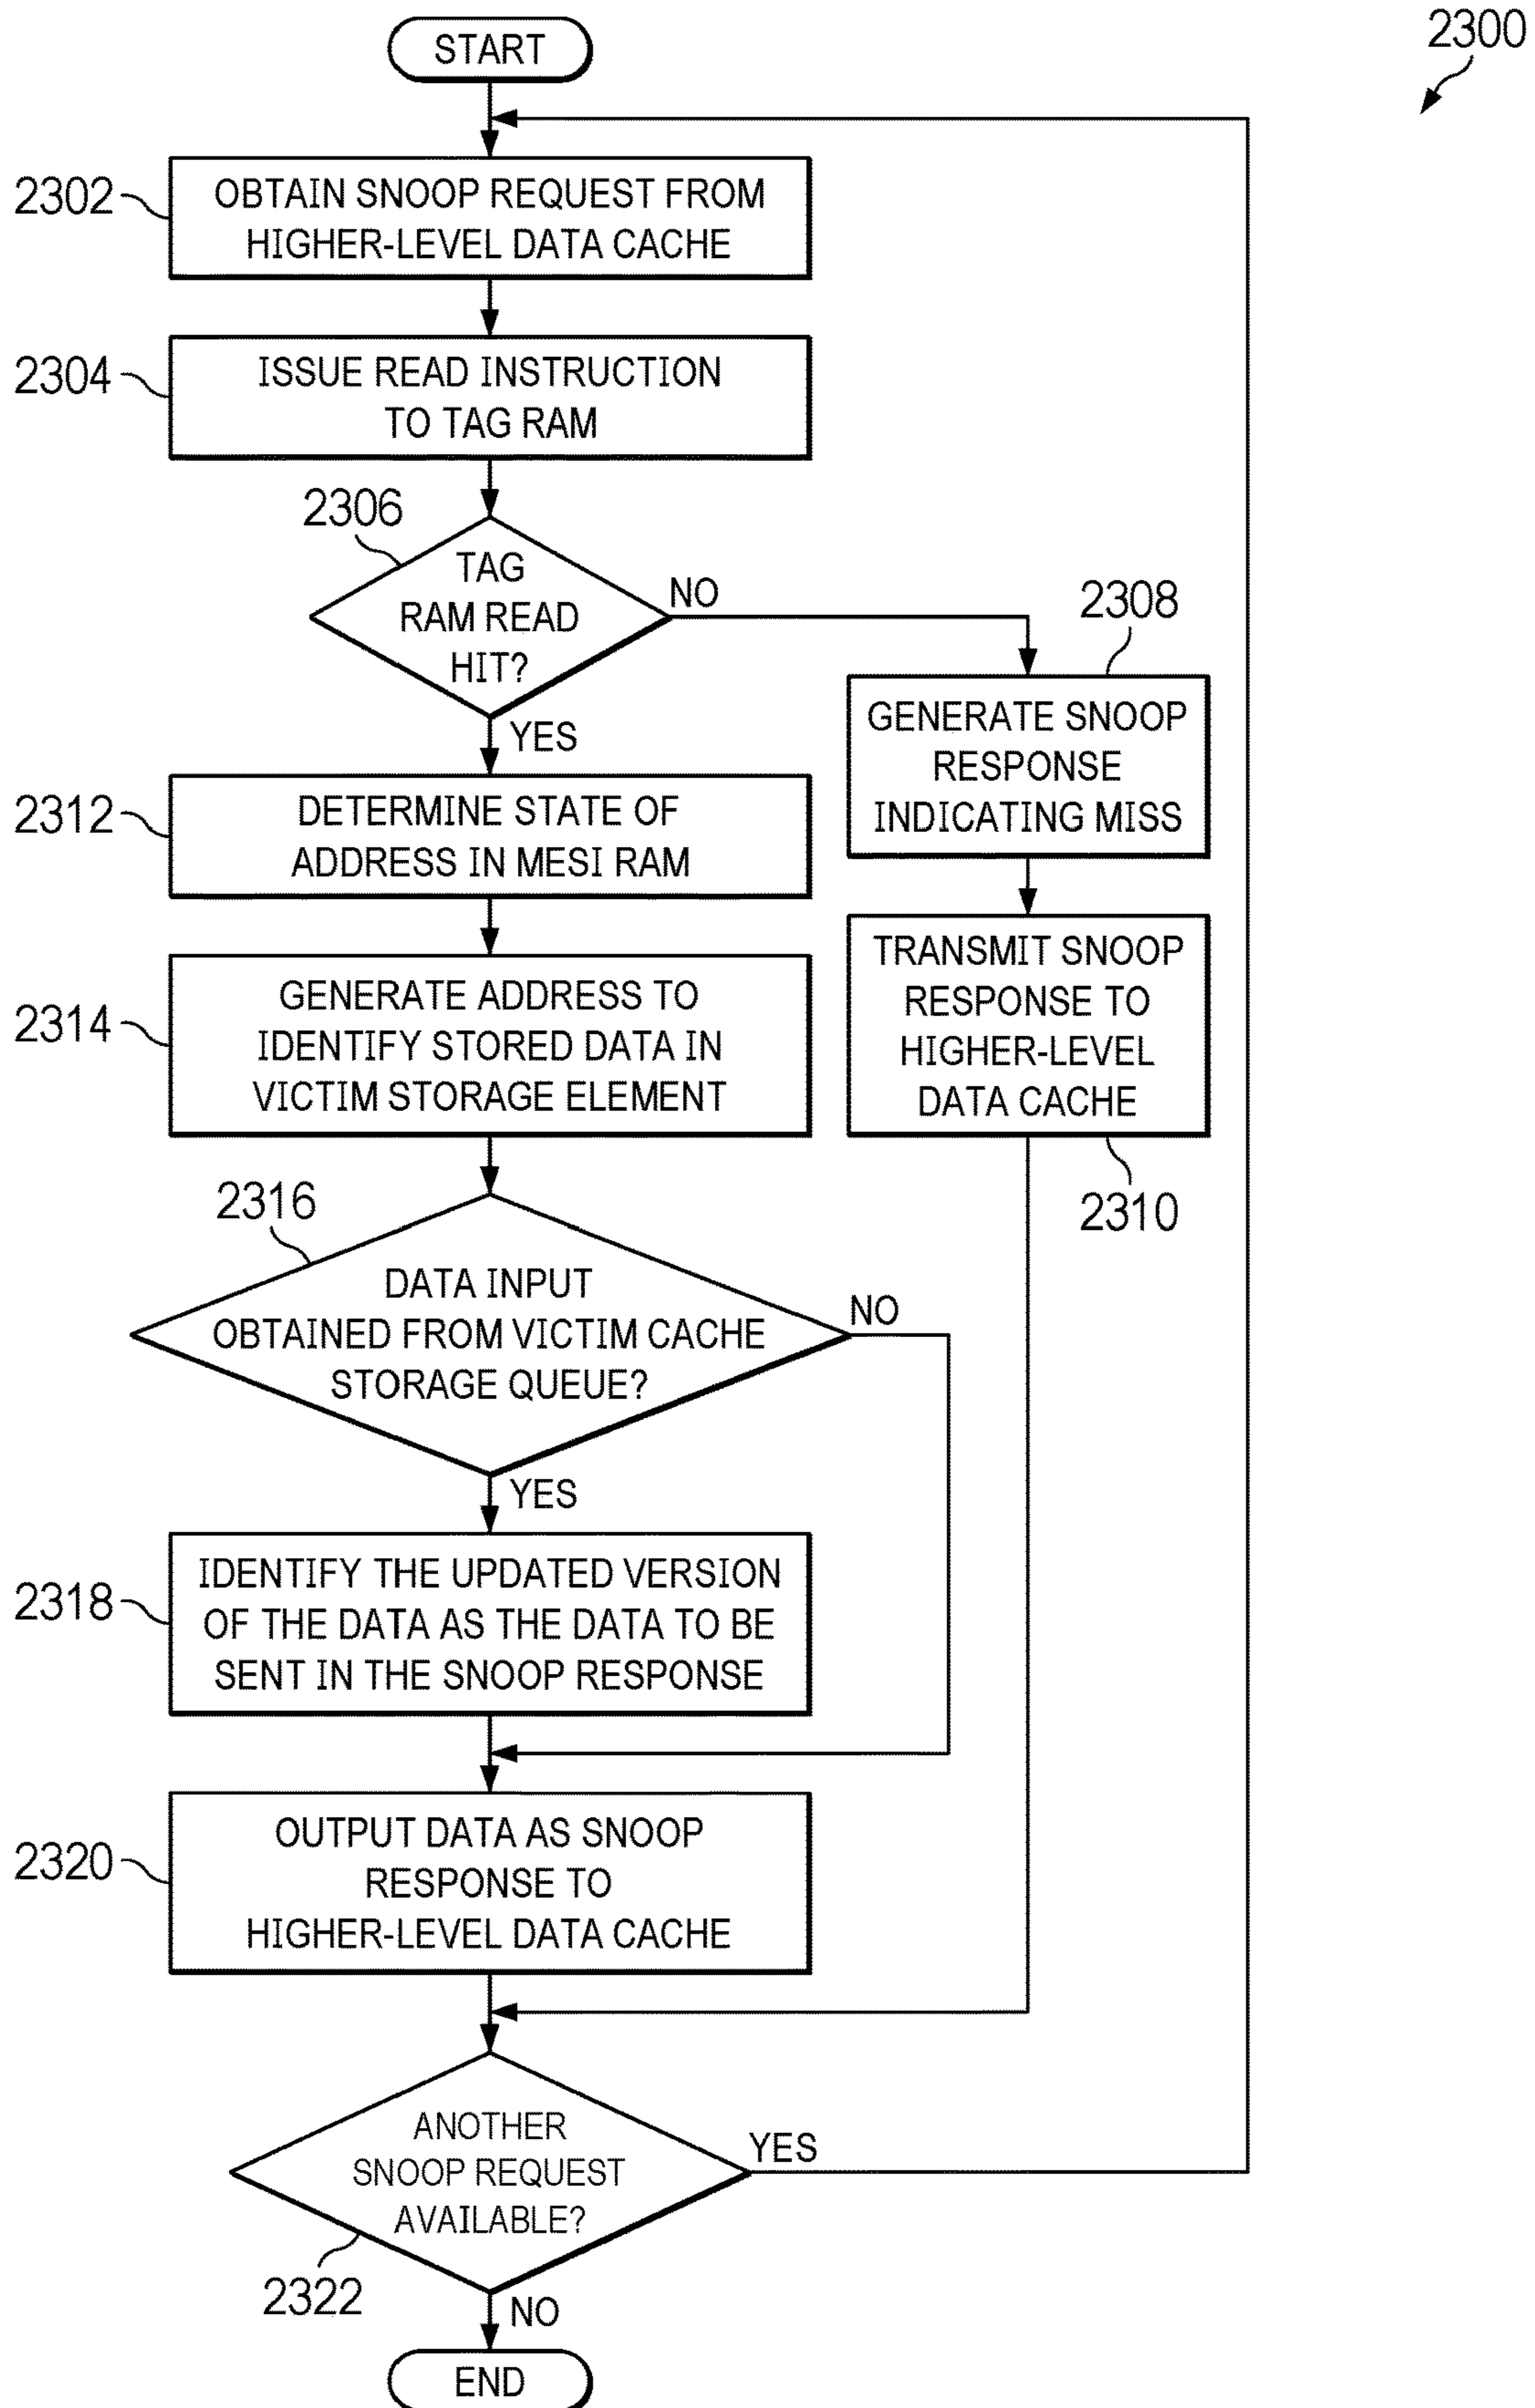 2300
START
2302
OBTAIN SNOOP REQUEST FROM
HIGHER-LEVEL DATA CACHE
2304
ISSUE READ INSTRUCTION
TO TAG RAM
2306
TAG
RAM READ
HIT?
NO
YES
2308
GENERATE SNOOP
RESPONSE
INDICATING MISS
2310
TRANSMIT SNOOP
RESPONSE TO
HIGHER-LEVEL
DATA CACHE
2312
DETERMINE STATE OF
ADDRESS IN MESI RAM
2314
GENERATE ADDRESS TO
IDENTIFY STORED DATA IN
VICTIM STORAGE ELEMENT
2316
DATA INPUT
OBTAINED FROM VICTIM CACHE
STORAGE QUEUE?
NO
YES
2318
IDENTIFY THE UPDATED VERSION
OF THE DATA AS THE DATA TO BE
SENT IN THE SNOOP RESPONSE
2320
OUTPUT DATA AS SNOOP
RESPONSE TO
HIGHER-LEVEL DATA CACHE
ANOTHER
SNOOP REQUEST
AVAILABLE?
YES
2322
NO
END